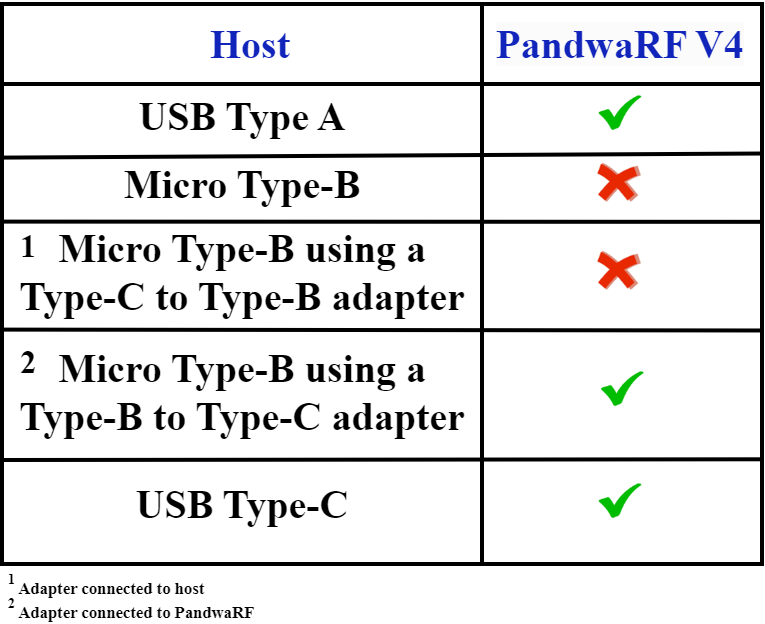 Host
PandwaRF V4
USB Type A
Micro Type-B
1 Micro Type-B using a
Type-C to Type-B adapter
2 Micro Type-B using a
Type-B to Type-C adapter
USB Type-C
1 Adapter connected to host
2 Adapter connected to PandwaRF